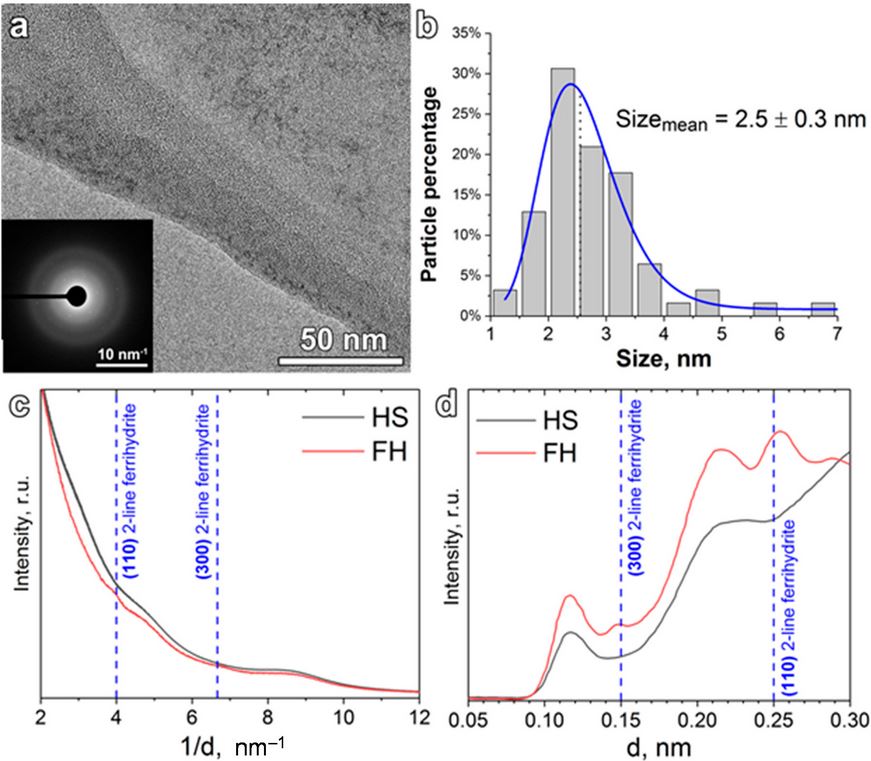 a
50 nm
10 nm-1
b
35%
30%
25%
20%
15%
10%
5%
0%
Particle percentage
Sizemean = 2.5 ± 0.3 nm
1 2 3 4 5 6 7
Size, nm
c
HS
FH
(110) 2-line ferrihydrite
(300) 2-line ferrihydrite
Intensity, r.u.
2 4 6 8 10 12
1/d, nm−1
d
HS
FH
(300) 2-line ferrihydrite
(110) 2-line ferrihydrite
Intensity, r.u.
0.05 0.10 0.15 0.20 0.25 0.30
d, nm